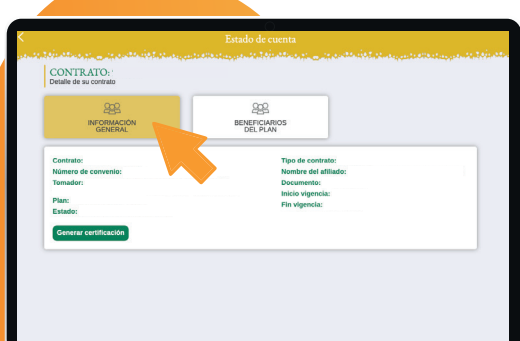 Estado de cuenta
CONTRATO:
Detalle de su contrato
INFORMACIÓN
GENERAL
BENEFICIARIOS
DEL PLAN
Contrato:
Número de convenio:
Tomador:
Plan:
Estado:
Tipo de contrato:
Nombre del afiliado:
Documento:
Inicio vigencia:
Fin vigencia:
Generar certificación